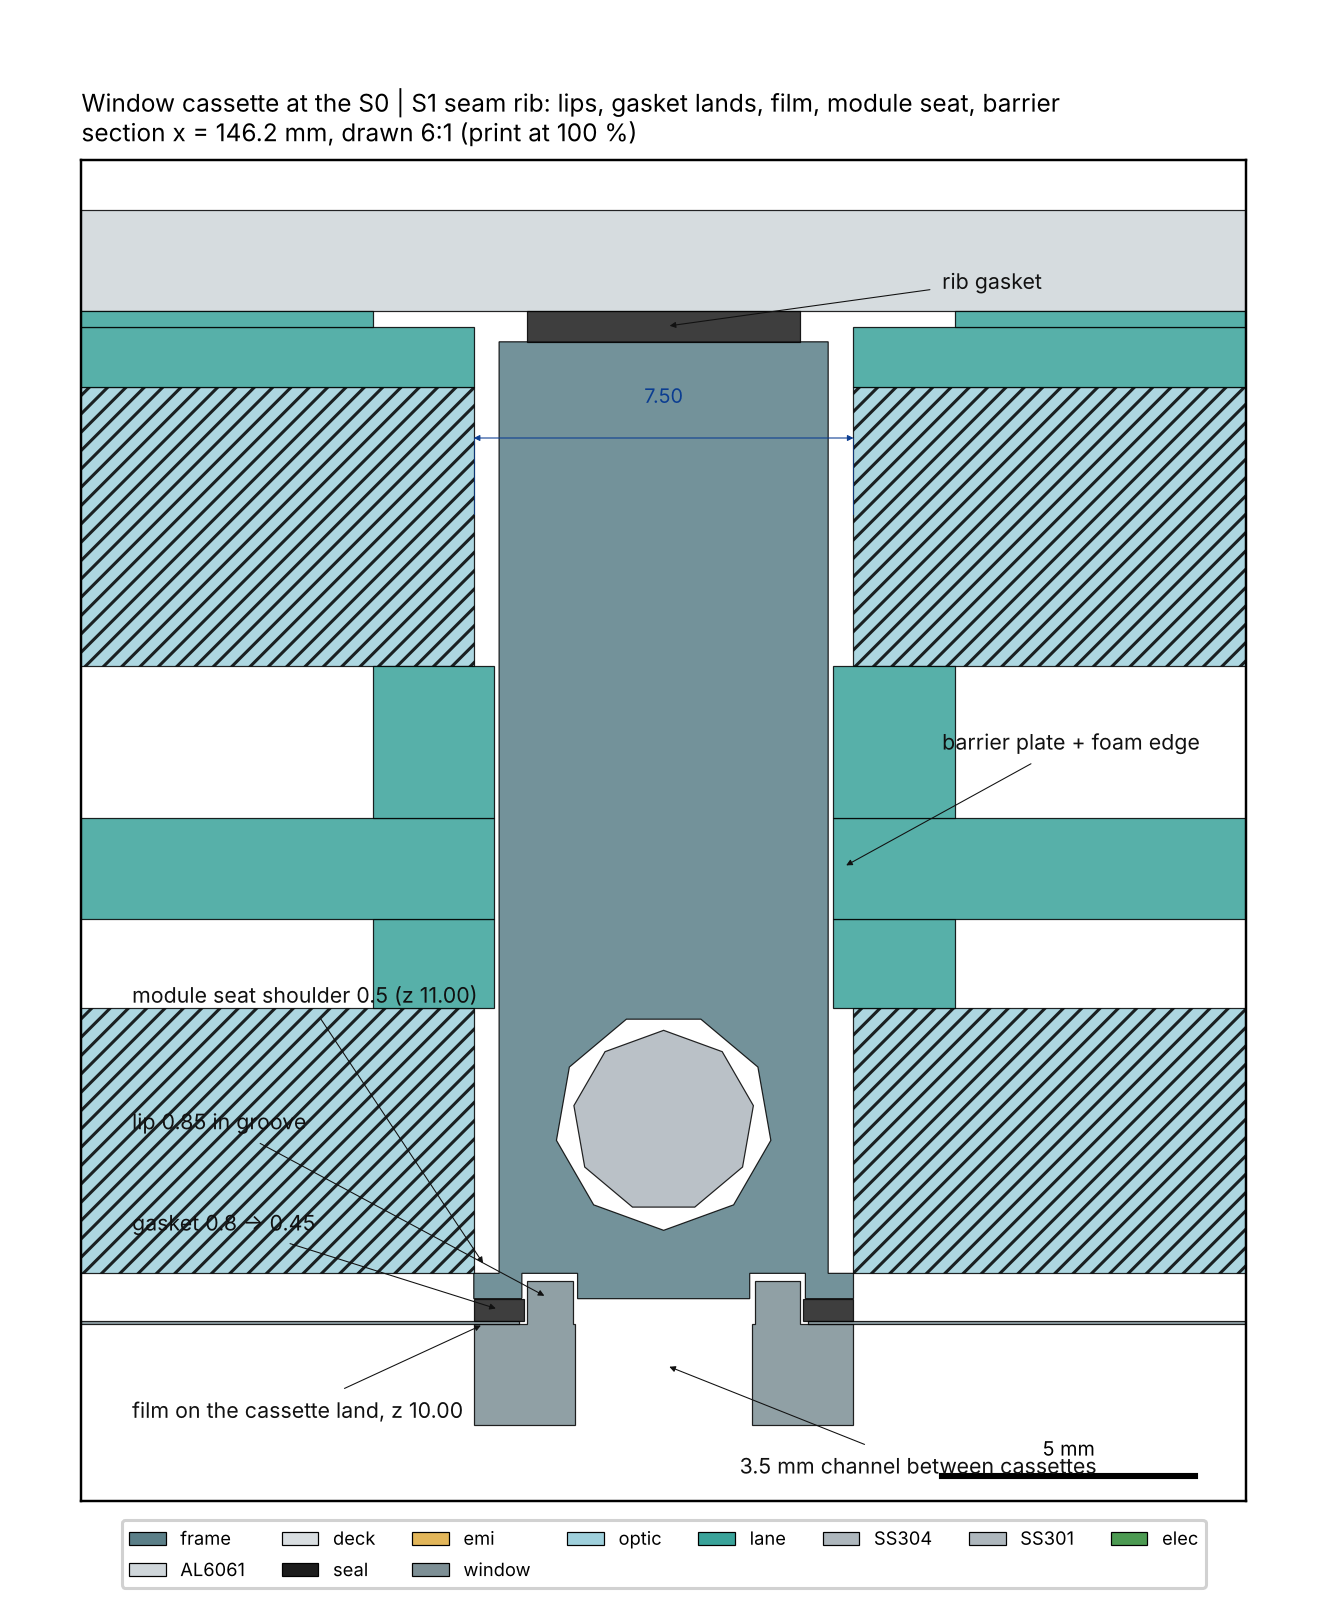 Window cassette at the S0 | S1 seam rib: lips, gasket lands, film, module seat, barrier
section x = 146.2 mm, drawn 6:1 (print at 100 %)
rib gasket
7.50
barrier plate + foam edge
module seat shoulder 0.5 (z 11.00)
lip 0.85 in groove
gasket 0.8 → 0.45
film on the cassette land, z 10.00
5 mm
3.5 mm channel between cassettes
frame deck emi optic lane SS304 SS301 elec
AL6061 seal window